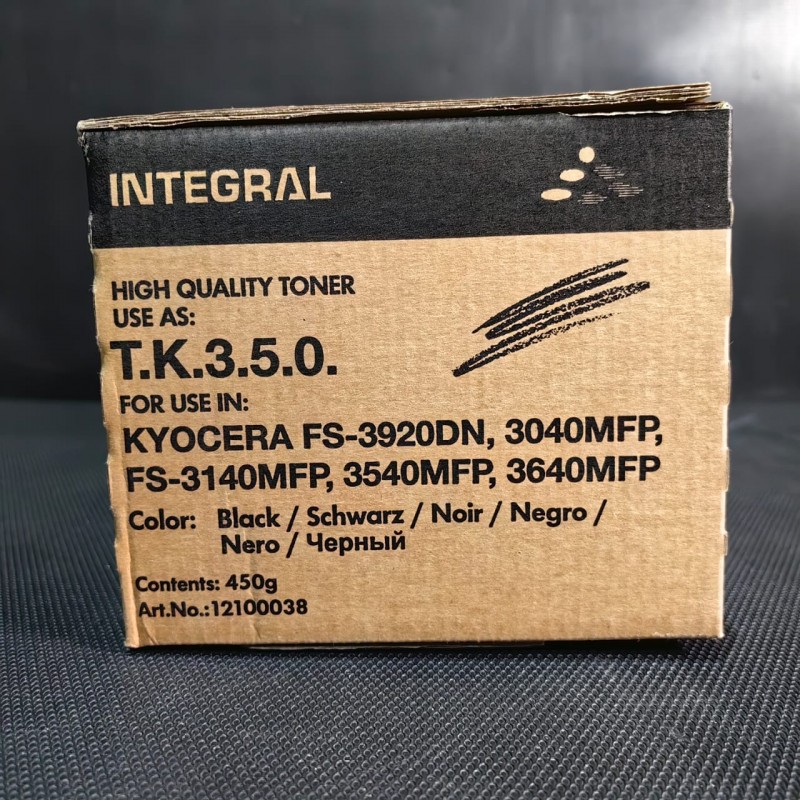 INTEGRAL
HIGH QUALITY TONER
USE AS:
T.K.3.5.0.
FOR USE IN:
KYOCERA FS-3920DN, 3040MFP,
FS-3140MFP, 3540MFP, 3640MFP
Color: Black / Schwarz / Noir / Negro /
Nero / Черный
Contents: 450g
Art.No.:12100038